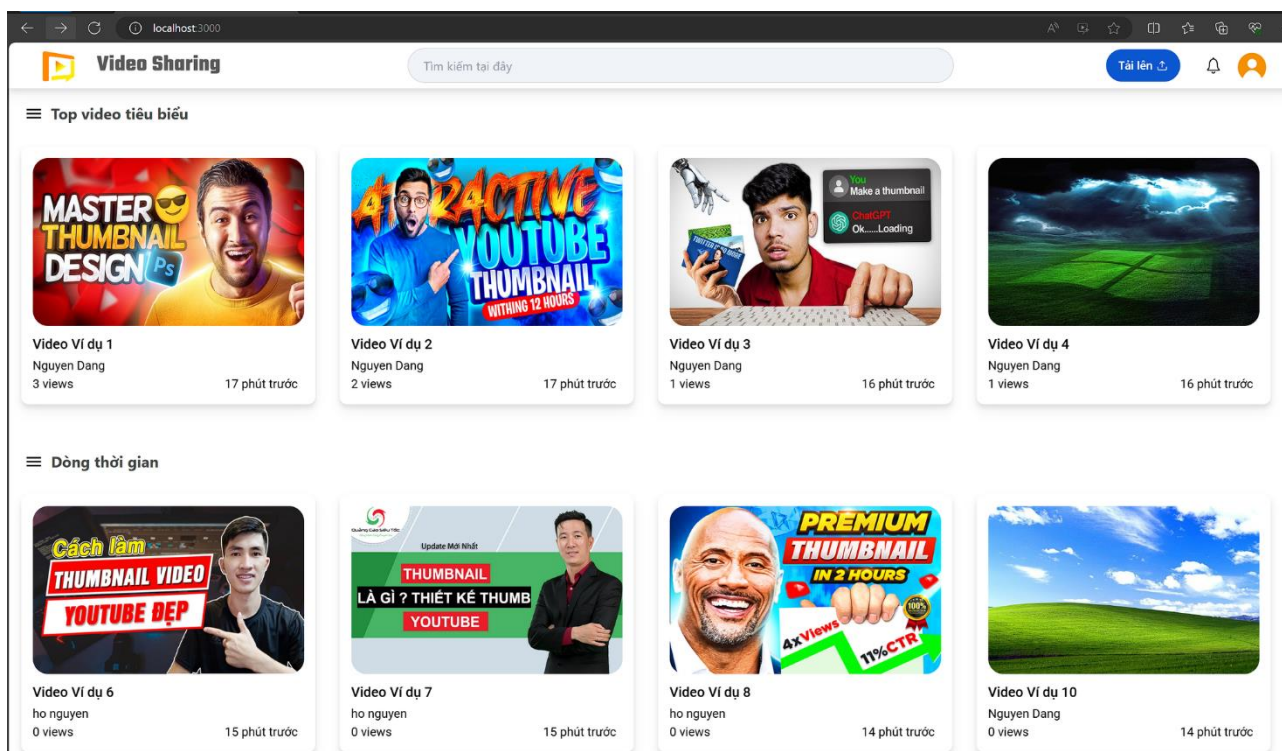 localhost:3000
Video Sharing
Tìm kiếm tại đây
Tải lên
Top video tiêu biểu
MASTER
THUMBNAIL
DESIGN Ps
Video Ví dụ 1
Nguyen Dang
3 views
17 phút trước
ATTRACTIVE
YOUTUBE
THUMBNAIL
WITHING 12 HOURS
Video Ví dụ 2
Nguyen Dang
2 views
17 phút trước
You
Make a thumbnail
ChatGPT
Ok......Loading
Video Ví dụ 3
Nguyen Dang
1 views
16 phút trước
Video Ví dụ 4
Nguyen Dang
1 views
16 phút trước
Dòng thời gian
Cách làm
THUMBNAIL VIDEO
YOUTUBE ĐẸP
Video Ví dụ 6
ho nguyen
0 views
15 phút trước
Quảng Cáo Siêu Tốc
Update Mới Nhất
THUMBNAIL
LÀ GÌ ? THIẾT KẾ THUMB
YOUTUBE
Video Ví dụ 7
ho nguyen
0 views
15 phút trước
PREMIUM
THUMBNAIL
IN 2 HOURS
100%
4x Views
11% CTR
Video Ví dụ 8
ho nguyen
0 views
14 phút trước
Video Ví dụ 10
Nguyen Dang
0 views
14 phút trước